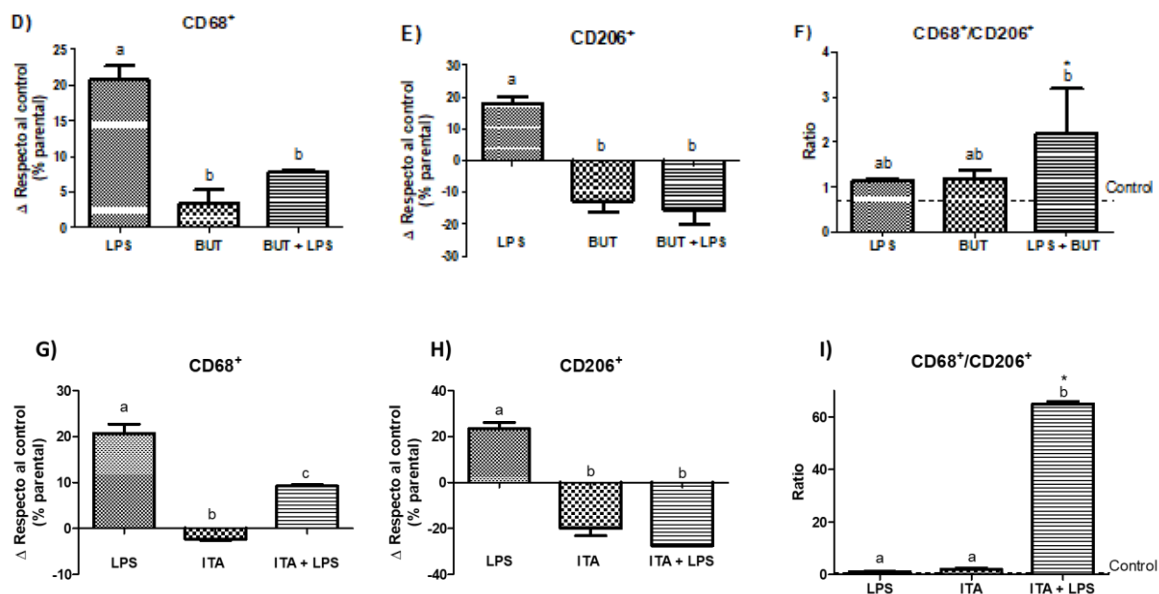 D)
CD68+
Δ Respecto al control
(% parental)
25
20
15
10
5
0
a
b
b
LPS
BUT
BUT + LPS
E)
CD206+
Δ Respecto al control
(% parental)
30
20
10
0
-10
-20
-30
a
b
b
LPS
BUT
BUT + LPS
F)
CD68+/CD206+
Ratio
4
3
2
1
0
ab
ab
*
b
Control
LPS
BUT
LPS + BUT
G)
CD68+
Δ Respecto al control
(% parental)
30
20
10
0
-10
a
b
c
LPS
ITA
ITA + LPS
H)
CD206+
Δ Respecto al control
(% parental)
40
20
0
-20
-40
a
b
b
LPS
ITA
ITA + LPS
I)
CD68+/CD206+
Ratio
60
40
20
0
a
a
*
b
Control
LPS
ITA
ITA + LPS